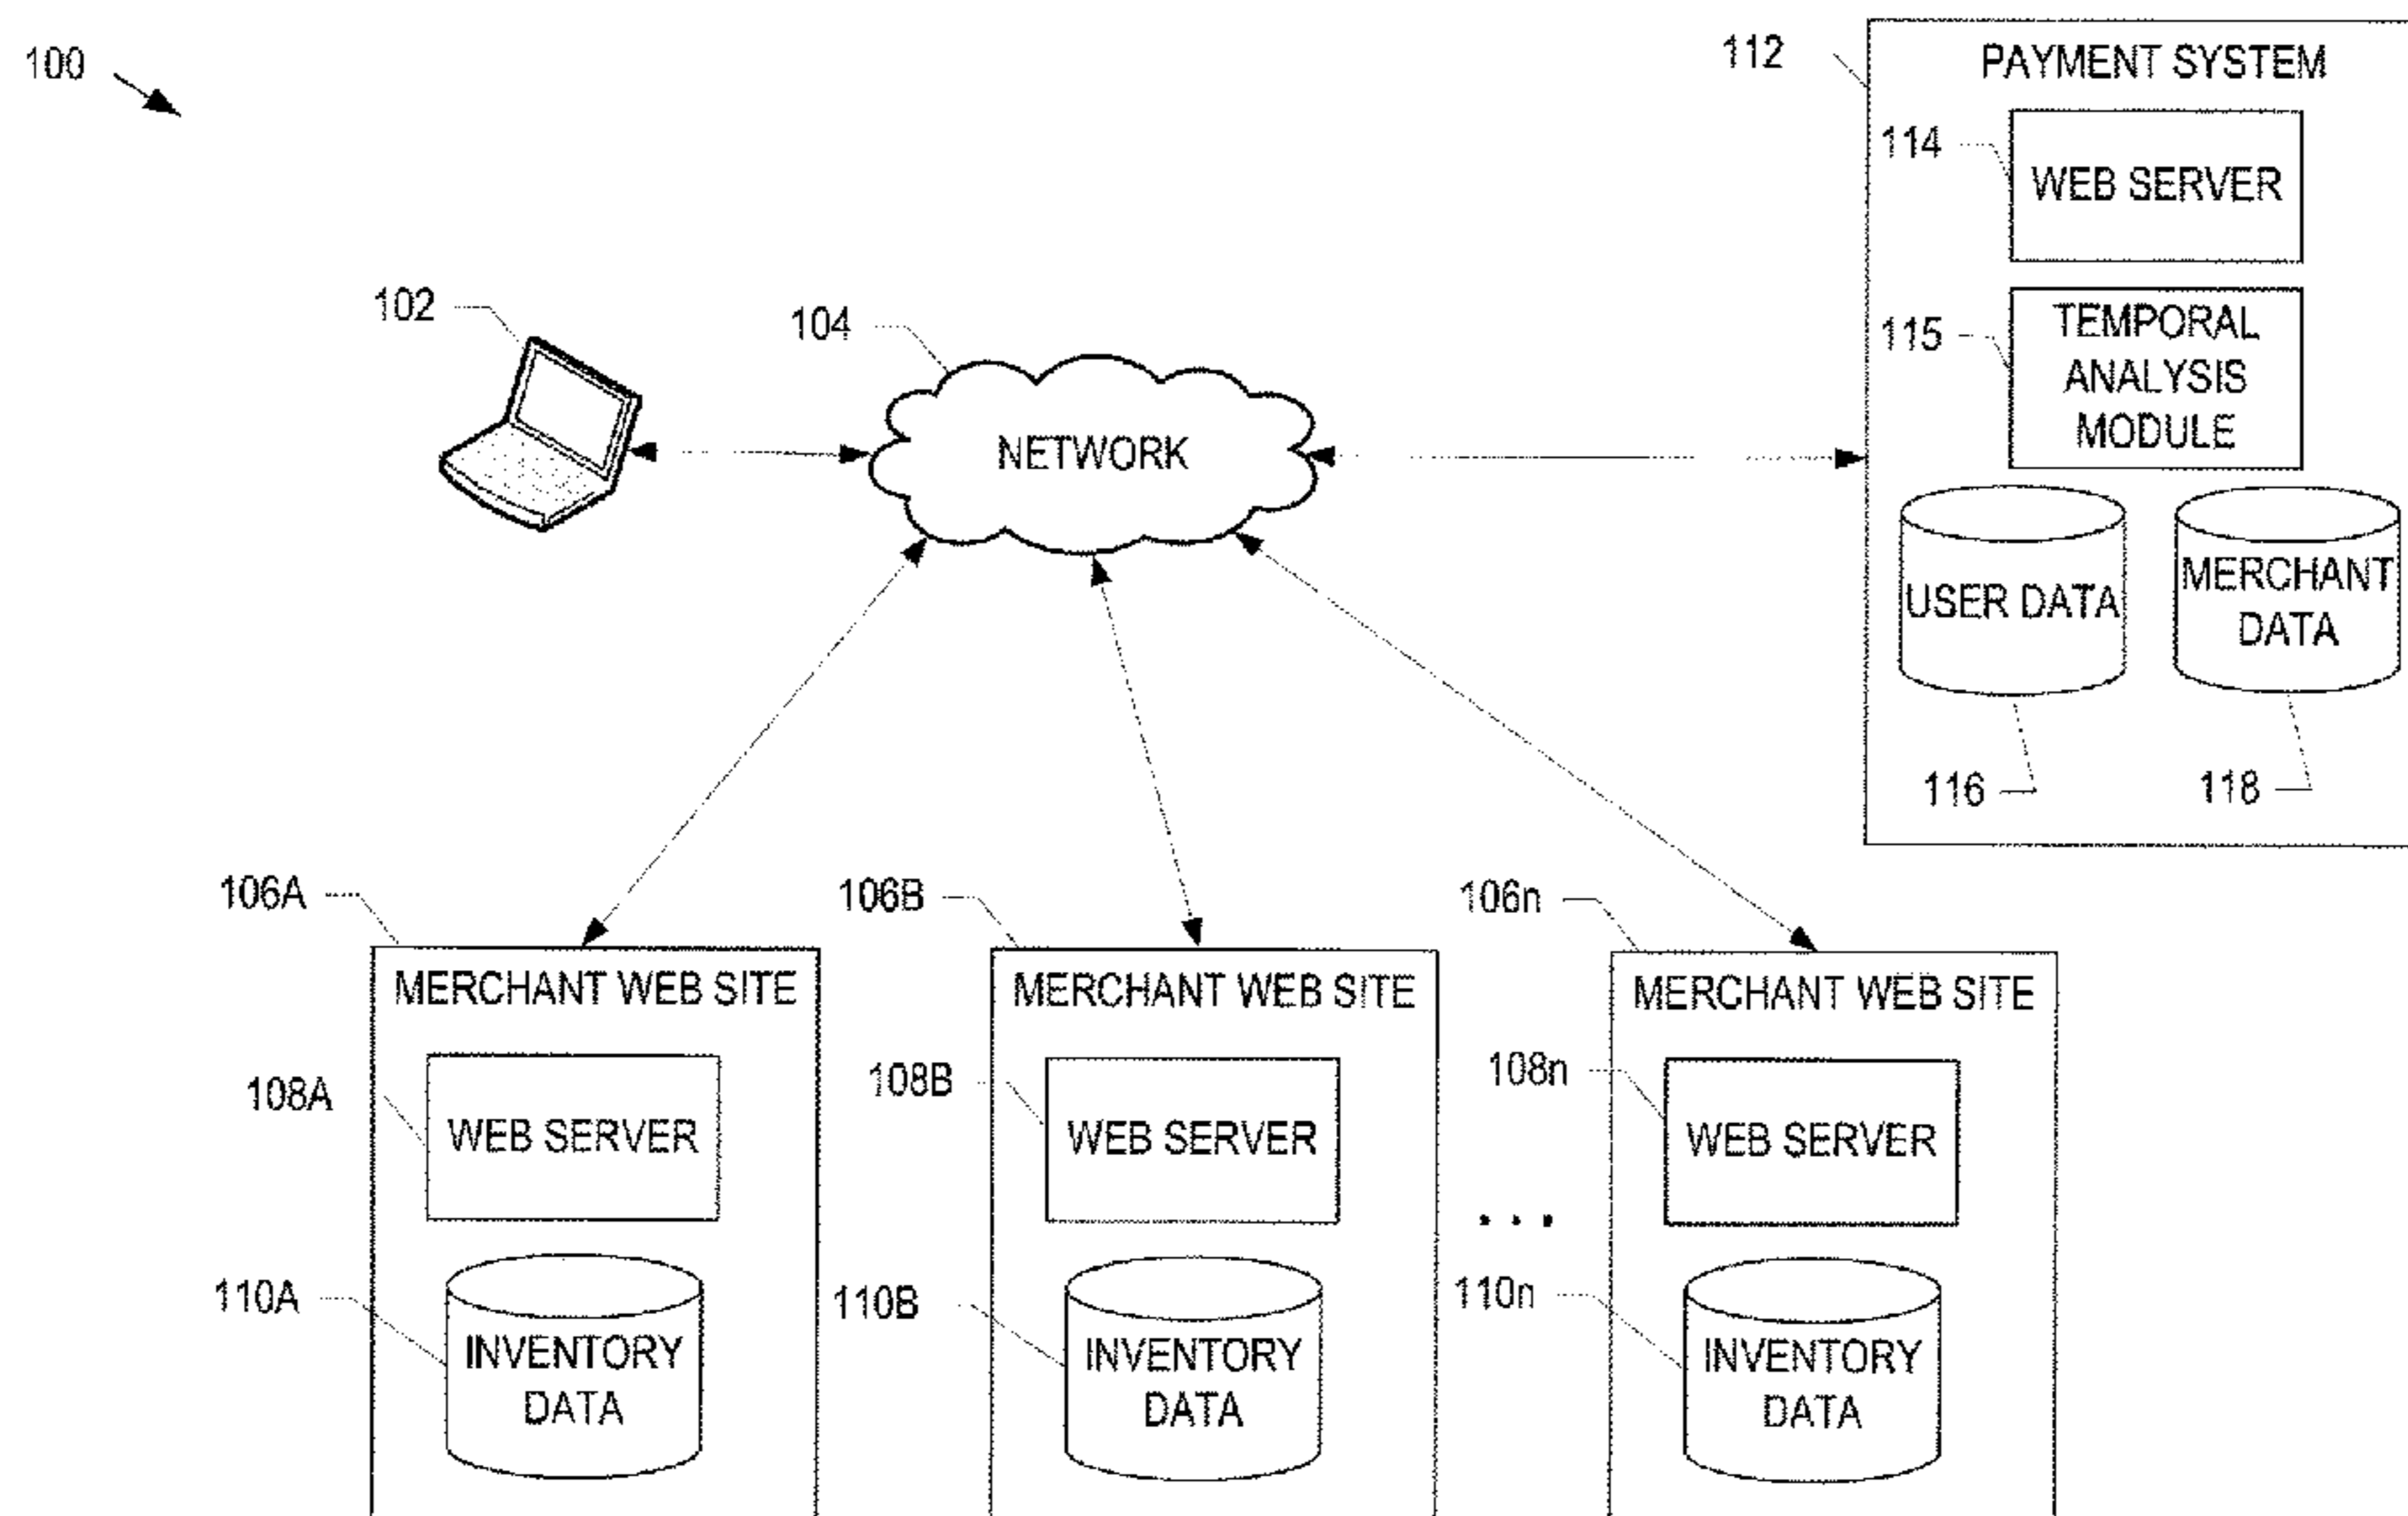 100
112
PAYMENT SYSTEM
114
WEB SERVER
102
104
115
TEMPORAL
ANALYSIS
MODULE
NETWORK
USER DATA
MERCHANT
DATA
116
118
106A
106B
106n
MERCHANT WEB SITE
MERCHANT WEB SITE
MERCHANT WEB SITE
108A
108B
108n
WEB SERVER
WEB SERVER
WEB SERVER
...
110A
110B
110n
INVENTORY
DATA
INVENTORY
DATA
INVENTORY
DATA